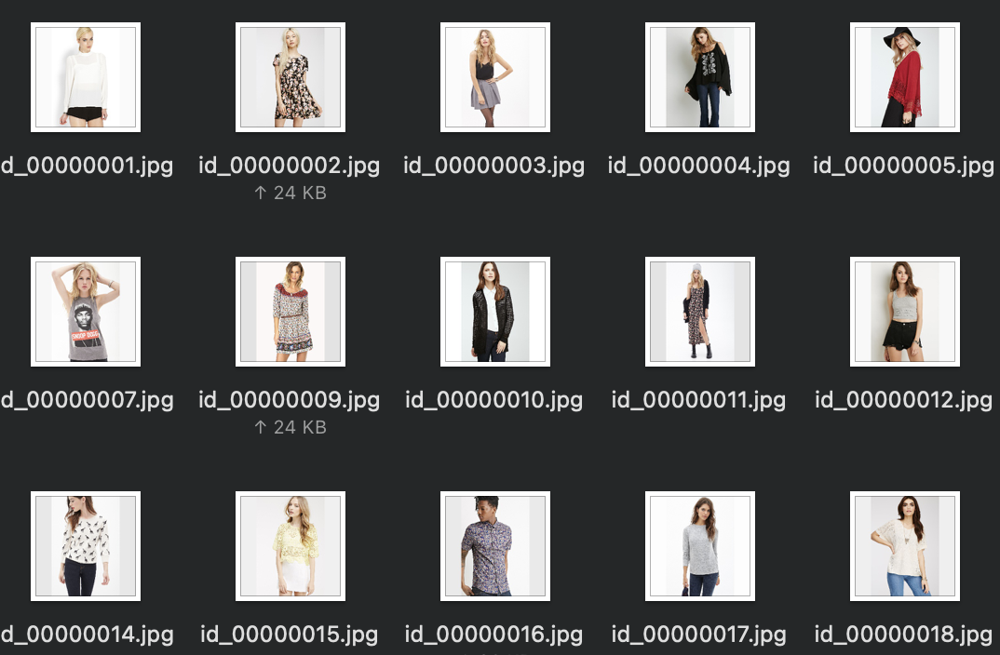 d_00000001.jpg
id_00000002.jpg
id_00000003.jpg
id_00000004.jpg
id_00000005.jpg
↑ 24 KB
SNOOP DOGG
d_00000007.jpg
id_00000009.jpg
id_00000010.jpg
id_00000011.jpg
id_00000012.jpg
↑ 24 KB
d_00000014.jpg
id_00000015.jpg
id_00000016.jpg
id_00000017.jpg
id_00000018.jpg